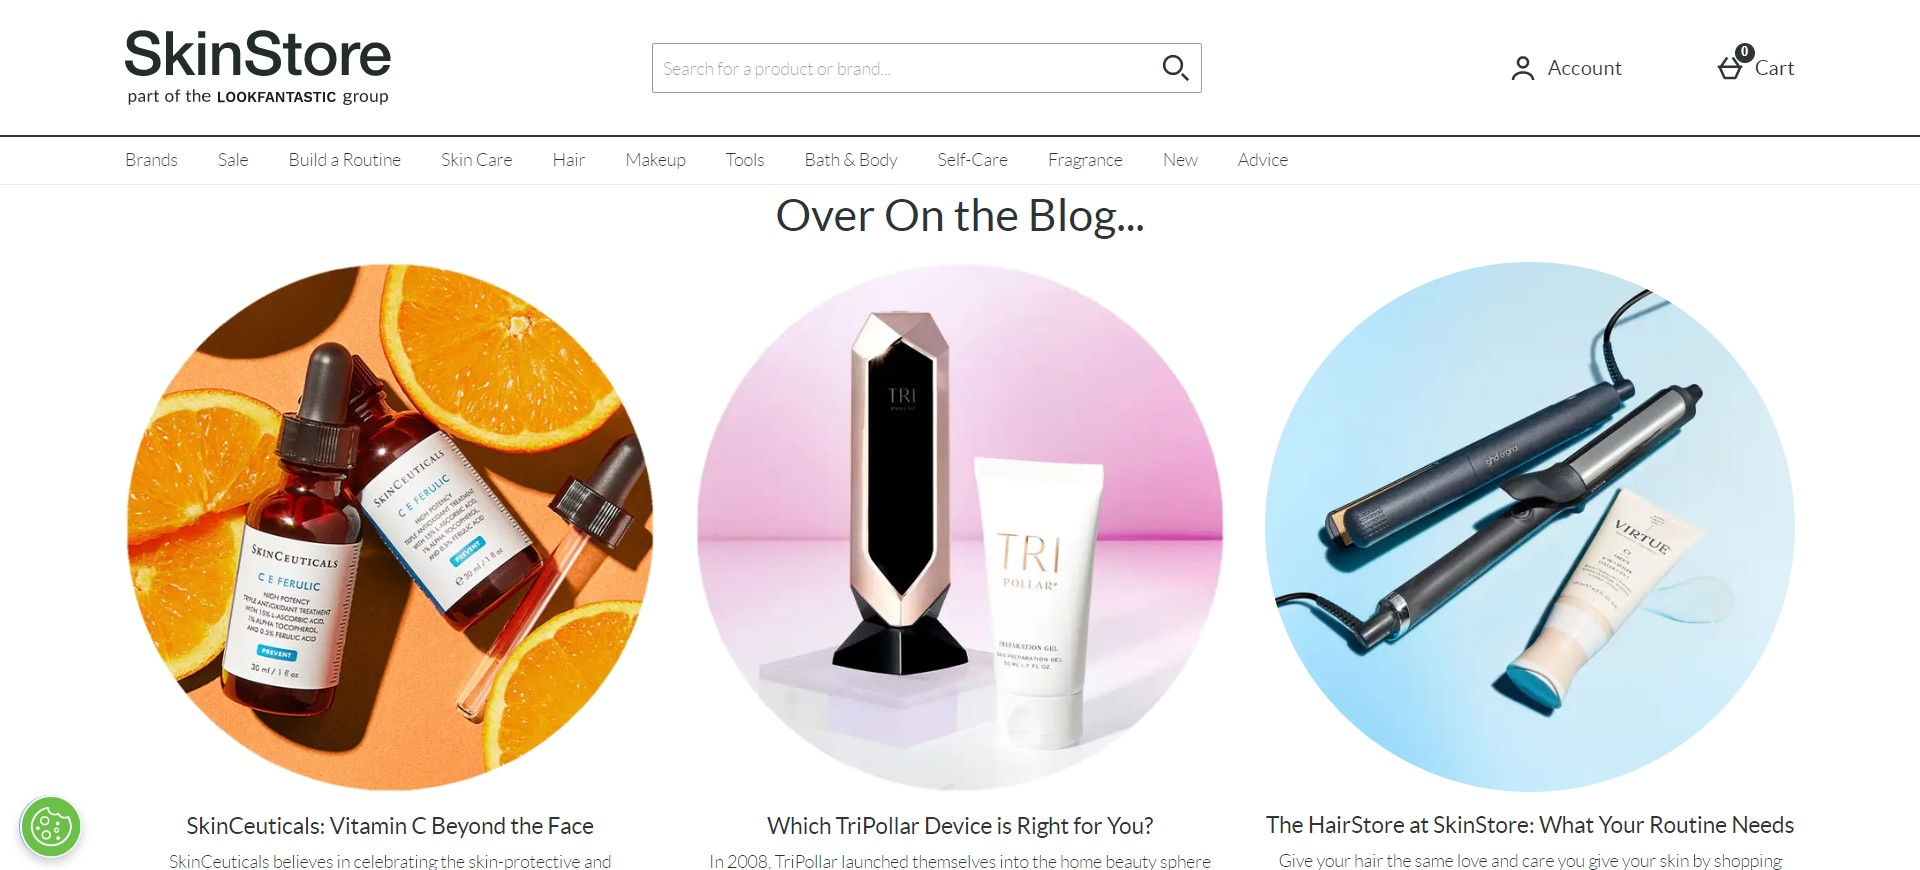 SkinStore
part of the LOOKFANTASTIC group
Search for a product or brand...
Account
0
Cart
Brands Sale Build a Routine Skin Care Hair Makeup Tools Bath & Body Self-Care Fragrance New Advice
Over On the Blog...
SKINCEUTICALS
C E FERULIC
HIGH POTENCY
TRIPLE ANTIOXIDANT TREATMENT
WITH 15% L-ASCORBIC ACID,
1% ALPHA TOCOPHEROL,
AND 0.5% FERULIC ACID
PREVENT
30 ml / 1 fl oz
SKINCEUTICALS
C E FERULIC
HIGH POTENCY
TRIPLE ANTIOXIDANT TREATMENT
WITH 15% L-ASCORBIC ACID,
1% ALPHA TOCOPHEROL,
AND 0.5% FERULIC ACID
PREVENT
℮ 30 ml / 1 fl oz
TRI
POLLAR
TRI
POLLAR®
PREPARATION GEL
ghd original
VIRTUE
SkinCeuticals: Vitamin C Beyond the Face
SkinCeuticals believes in celebrating the skin-protective and
Which TriPollar Device is Right for You?
In 2008, TriPollar launched themselves into the home beauty sphere
The HairStore at SkinStore: What Your Routine Needs
Give your hair the same love and care you give your skin by shopping